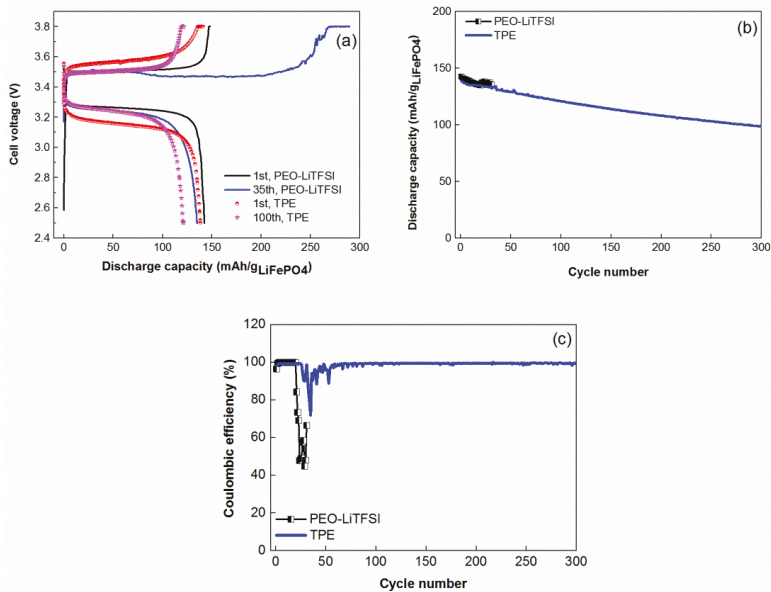 3.8
3.6
3.4
3.2
3.0
2.8
2.6
2.4
Cell voltage (V)
(a)
1st, PEO-LiTFSI
35th, PEO-LiTFSI
1st, TPE
100th, TPE
0 50 100 150 200 250 300
Discharge capacity (mAh/gLiFePO4)
200
150
100
50
0
Discharge capacity (mAh/gLiFePO4)
(b)
PEO-LiTFSI
TPE
0 50 100 150 200 250 300
Cycle number
120
100
80
60
40
20
0
Coulombic efficiency (%)
(c)
PEO-LiTFSI
TPE
0 50 100 150 200 250 300
Cycle number